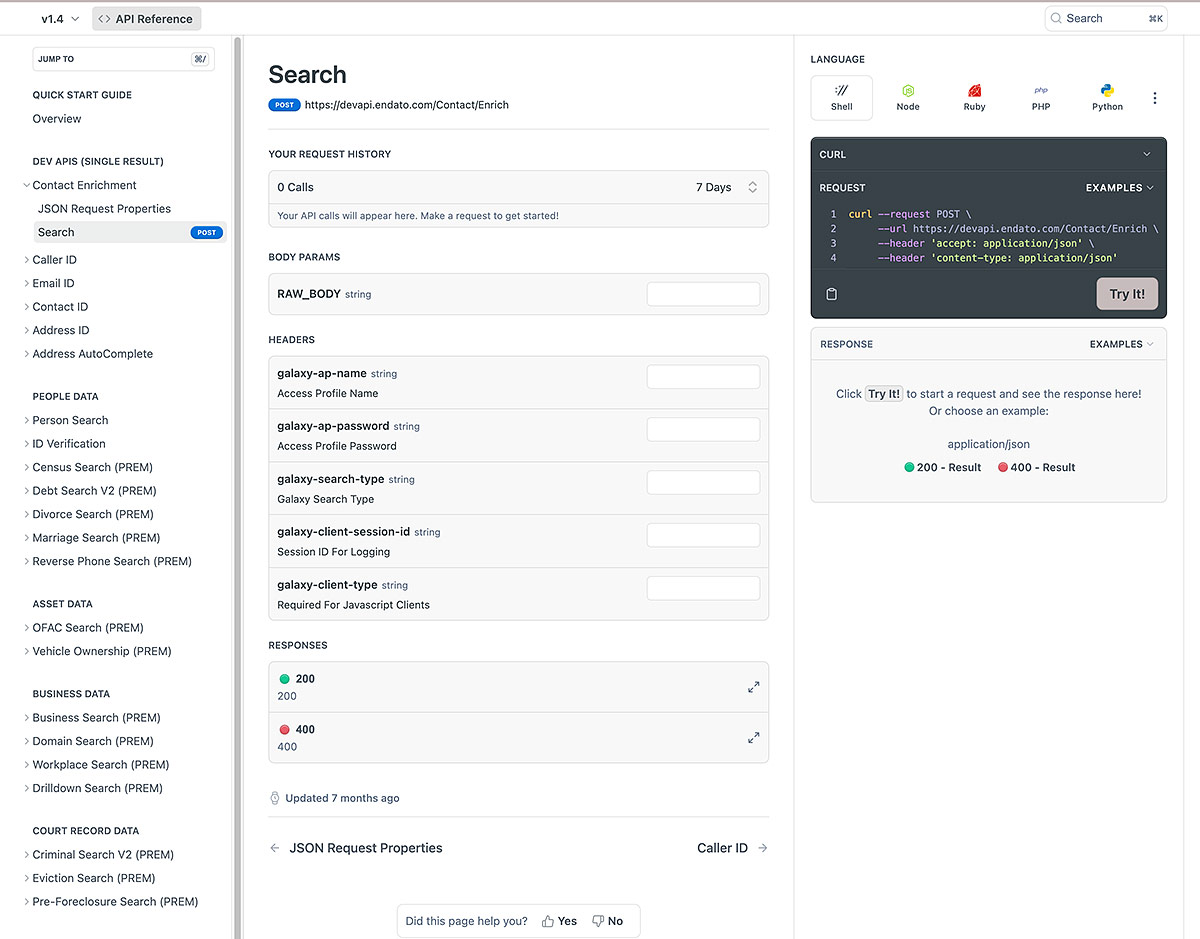 v1.4
API Reference
Search ⌘K
JUMP TO ⌘/
QUICK START GUIDE
Overview
DEV APIS (SINGLE RESULT)
Contact Enrichment
JSON Request Properties
Search POST
Caller ID
Email ID
Contact ID
Address ID
Address AutoComplete
PEOPLE DATA
Person Search
ID Verification
Census Search (PREM)
Debt Search V2 (PREM)
Divorce Search (PREM)
Marriage Search (PREM)
Reverse Phone Search (PREM)
ASSET DATA
OFAC Search (PREM)
Vehicle Ownership (PREM)
BUSINESS DATA
Business Search (PREM)
Domain Search (PREM)
Workplace Search (PREM)
Drilldown Search (PREM)
COURT RECORD DATA
Criminal Search V2 (PREM)
Eviction Search (PREM)
Pre-Foreclosure Search (PREM)
Search
POST https://devapi.endato.com/Contact/Enrich
YOUR REQUEST HISTORY
0 Calls 7 Days
Your API calls will appear here. Make a request to get started!
BODY PARAMS
RAW_BODY string
HEADERS
galaxy-ap-name string
Access Profile Name
galaxy-ap-password string
Access Profile Password
galaxy-search-type string
Galaxy Search Type
galaxy-client-session-id string
Session ID For Logging
galaxy-client-type string
Required For Javascript Clients
RESPONSES
200
200
400
400
Updated 7 months ago
JSON Request Properties
Caller ID
Did this page help you? Yes No
LANGUAGE
Shell
Node
php
Ruby
PHP
Python
CURL
REQUEST EXAMPLES
1 curl --request POST \
2 --url https://devapi.endato.com/Contact/Enrich \
3 --header 'accept: application/json' \
4 --header 'content-type: application/json'
Try It!
RESPONSE EXAMPLES
Click Try It! to start a request and see the response here!
Or choose an example:
application/json
200 - Result 400 - Result